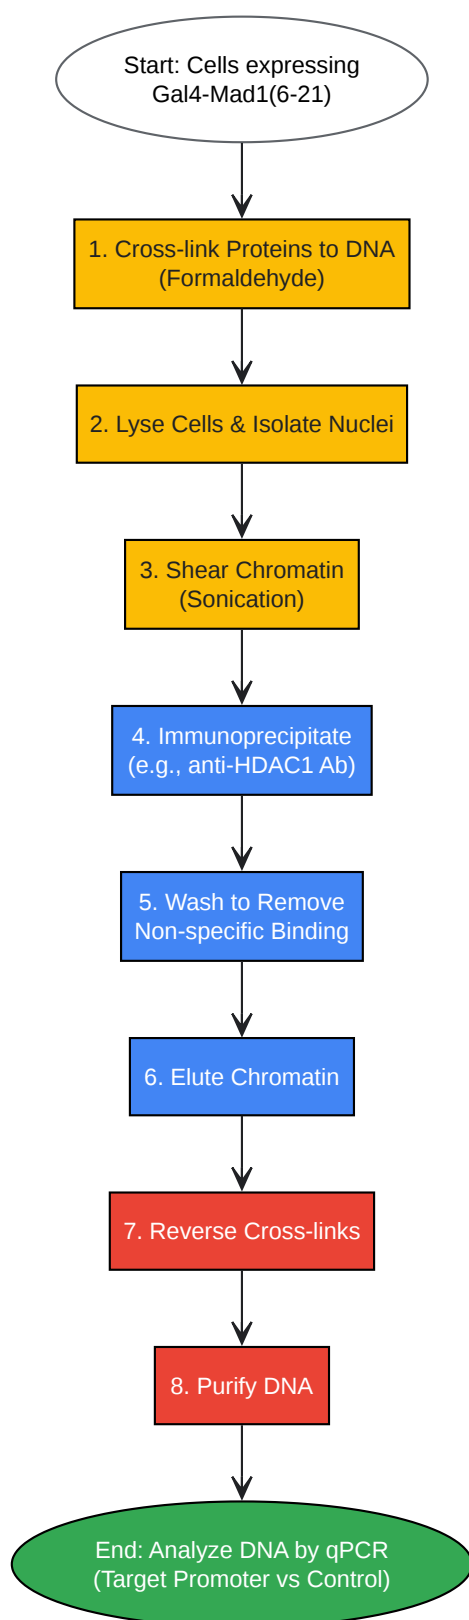 Start: Cells expressing
Gal4-Mad1(6-21)
1. Cross-link Proteins to DNA
(Formaldehyde)
2. Lyse Cells & Isolate Nuclei
3. Shear Chromatin
(Sonication)
4. Immunoprecipitate
(e.g., anti-HDAC1 Ab)
5. Wash to Remove
Non-specific Binding
6. Elute Chromatin
7. Reverse Cross-links
8. Purify DNA
End: Analyze DNA by qPCR
(Target Promoter vs Control)